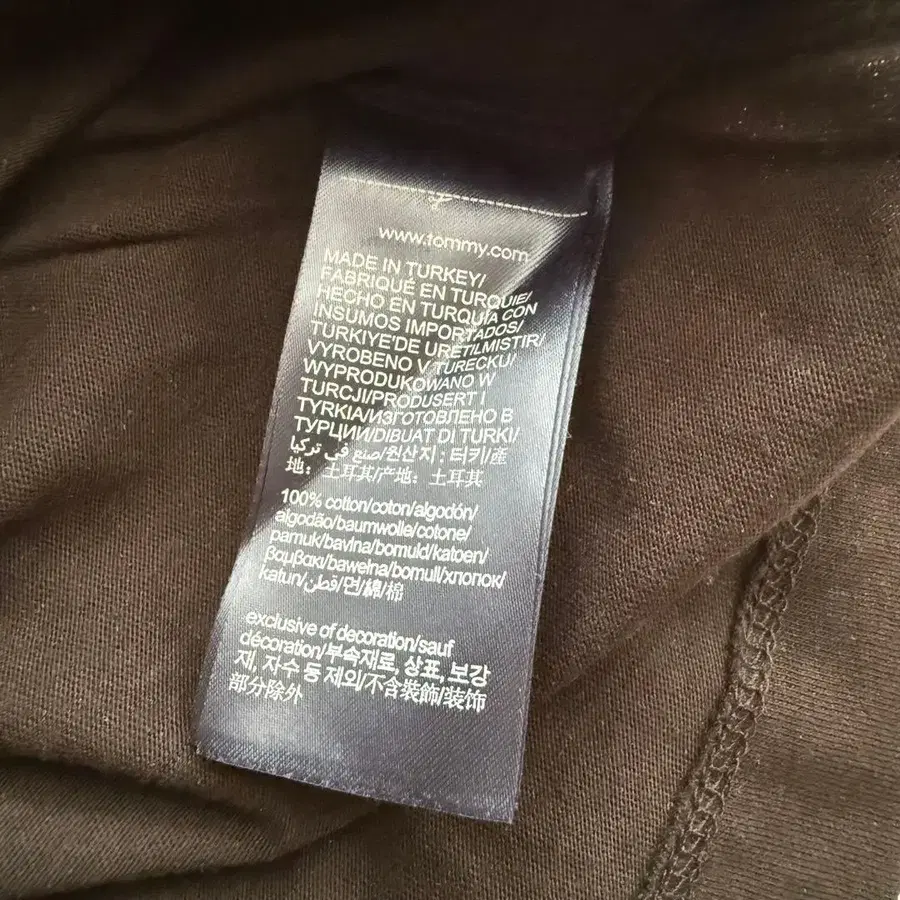 www.tommy.com
MADE IN TURKEY/
FABRIQUÉ EN TURQUIE/
HECHO EN TURQUÍA CON
INSUMOS IMPORTADOS/
TURKIYE'DE URETILMISTIR/
VYROBENO V TURECKU/
WYPRODUKOWANO W
TURCJI/PRODUSERT I
TYRKIA/ИЗГОТОВЛЕНО В
ТУРЦИИ/DIBUAT DI TURKI/
صنع في تركيا/원산지 : 터키/產
地：土耳其/产地：土耳其
100% cotton/coton/algodón/
algodão/baumwolle/cotone/
pamuk/bavlna/bomuld/katoen/
βαμβακι/bawełna/bomull/хлопок/
katun/قطن/면/綿/棉
exclusive of decoration/sauf
décoration/부속재료, 상표, 보강
재, 자수 등 제외/不含裝飾/装饰
部分除外